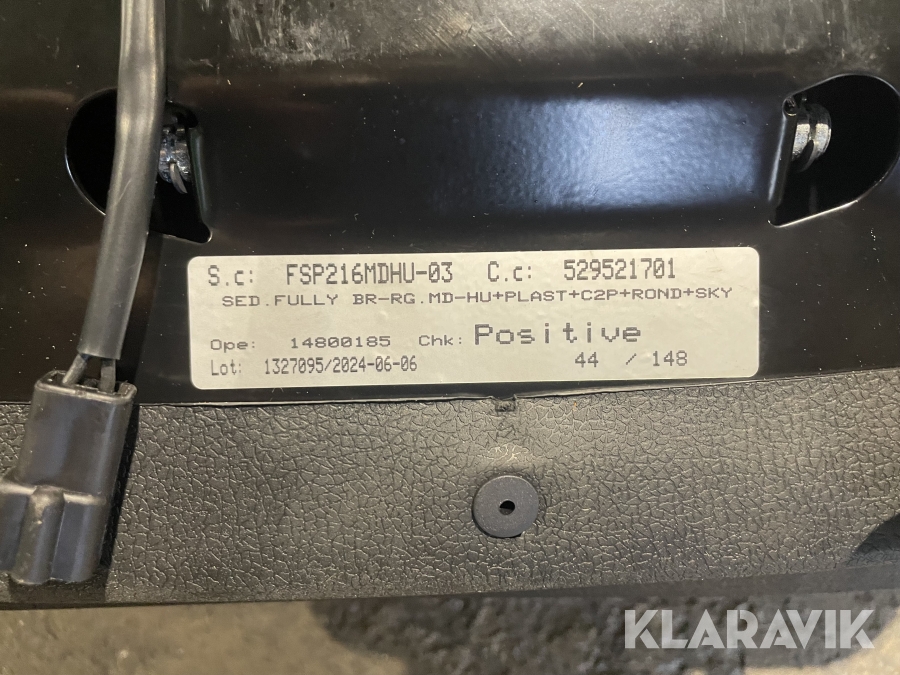 S.c: FSP216MDHU-03 C.c: 529521701
SED.FULLY BR-RG.MD-HU+PLAST+C2P+ROND+SKY
Ope: 14800185 Chk: Positive
Lot: 1327095/2024-06-06 44 / 148
KLARAVIK